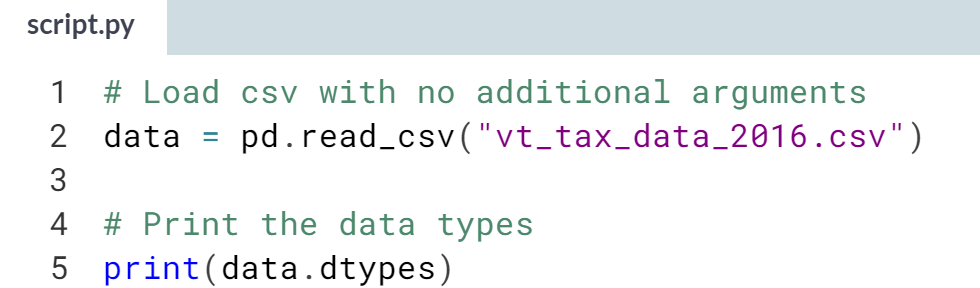 script.py
1 # Load csv with no additional arguments
2 data = pd.read_csv("vt_tax_data_2016.csv")
3
4 # Print the data types
5 print(data.dtypes)